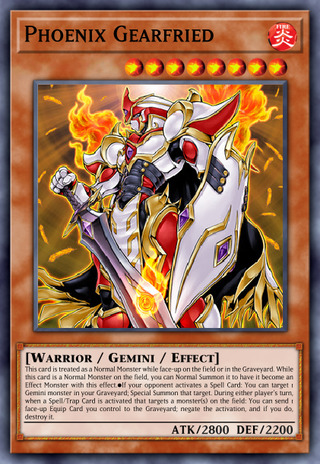 Phoenix Gearfried
FIRE
炎
[Warrior / Gemini / Effect]
This card is treated as a Normal Monster while face-up on the field or in the Graveyard. While
this card is a Normal Monster on the field, you can Normal Summon it to have it become an
Effect Monster with this effect.●If your opponent activates a Spell Card: You can target 1
Gemini monster in your Graveyard; Special Summon that target. During either player's turn,
when a Spell/Trap Card is activated that targets a monster(s) on the field: You can send 1
face-up Equip Card you control to the Graveyard; negate the activation, and if you do,
destroy it.
ATK/2800 DEF/2200